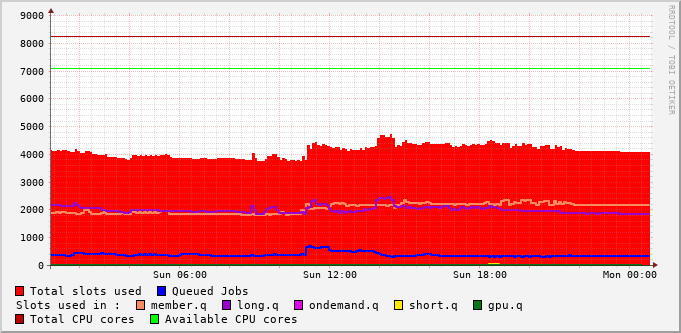 9000
8000
7000
6000
5000
4000
3000
2000
1000
0
Sun 06:00 Sun 12:00 Sun 18:00 Mon 00:00
RRDTOOL / TOBI OETIKER
Total slots used Queued Jobs
Slots used in : member.q long.q ondemand.q short.q gpu.q
Total CPU cores Available CPU cores